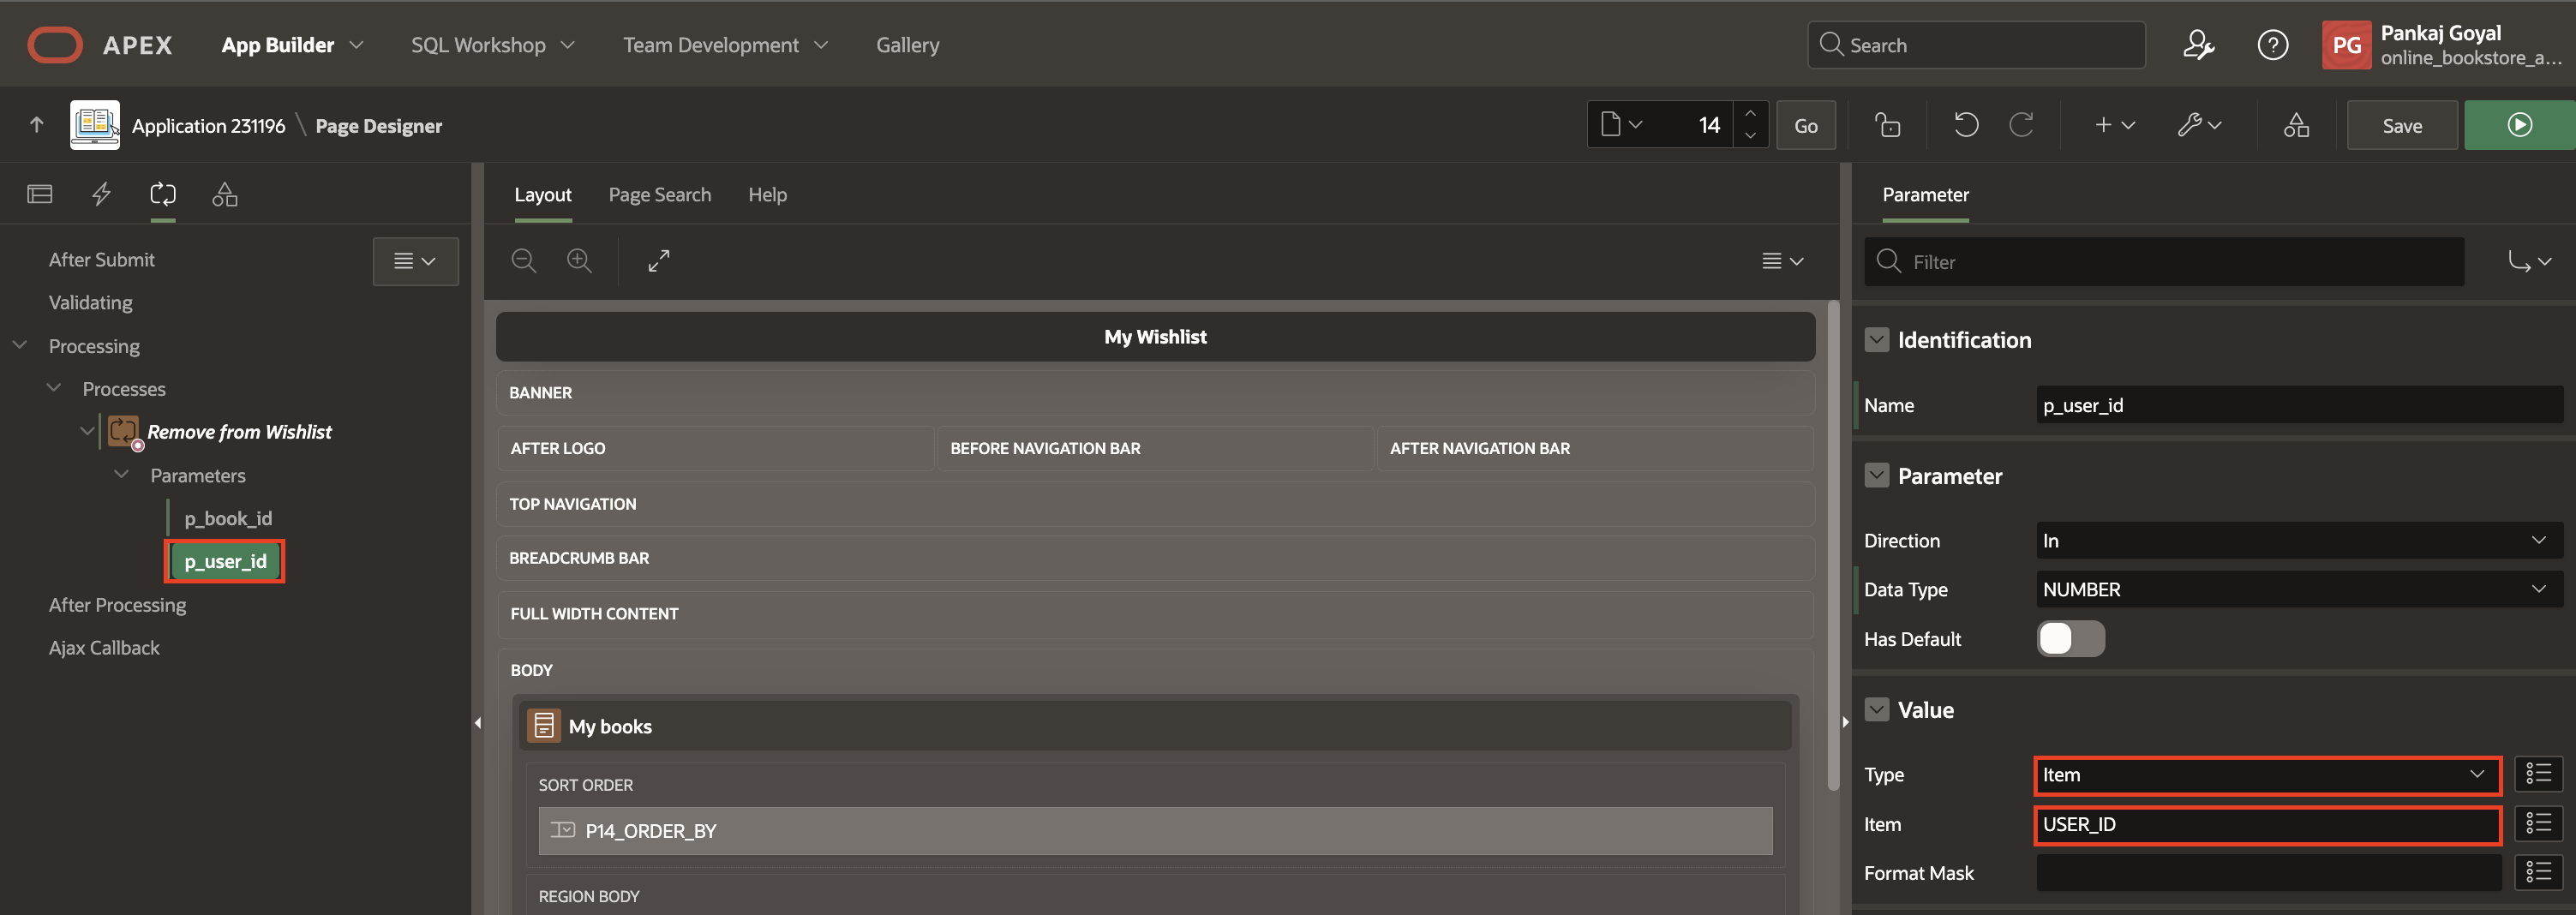 APEX App Builder SQL Workshop Team Development Gallery Search PG Pankaj Goyal
online_bookstore_a...
Application 231196 \ Page Designer 14 Go Save
Layout Page Search Help
Parameter
After Submit
Validating
Processing
Processes
Remove from Wishlist
Parameters
p_book_id
p_user_id
After Processing
Ajax Callback
My Wishlist
BANNER
AFTER LOGO BEFORE NAVIGATION BAR AFTER NAVIGATION BAR
TOP NAVIGATION
BREADCRUMB BAR
FULL WIDTH CONTENT
BODY
My books
SORT ORDER
P14_ORDER_BY
REGION BODY
Filter
Identification
Name p_user_id
Parameter
Direction In
Data Type NUMBER
Has Default
Value
Type Item
Item USER_ID
Format Mask